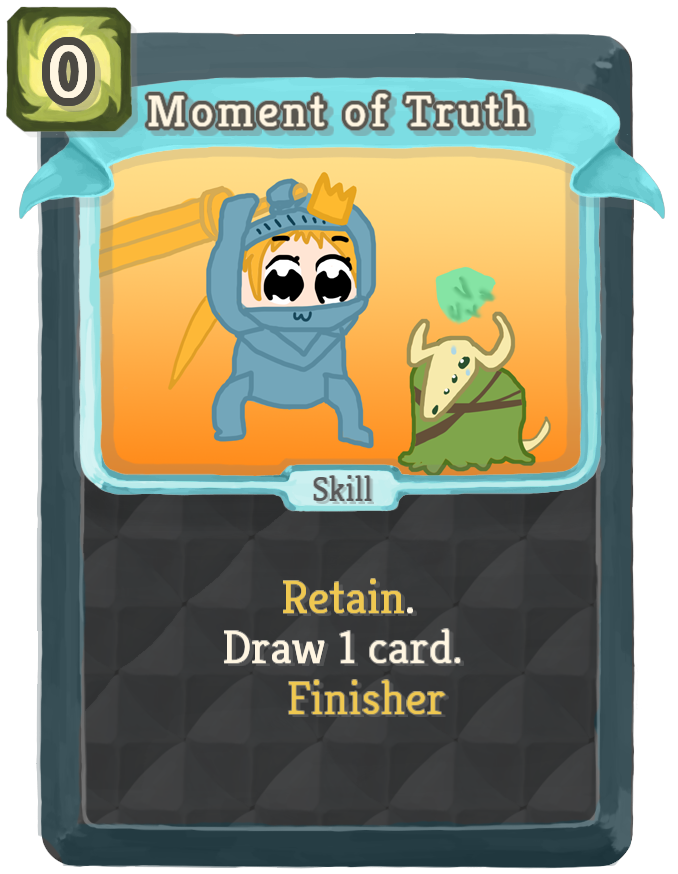 0
Moment of Truth
Skill
Retain.
Draw 1 card.
Finisher